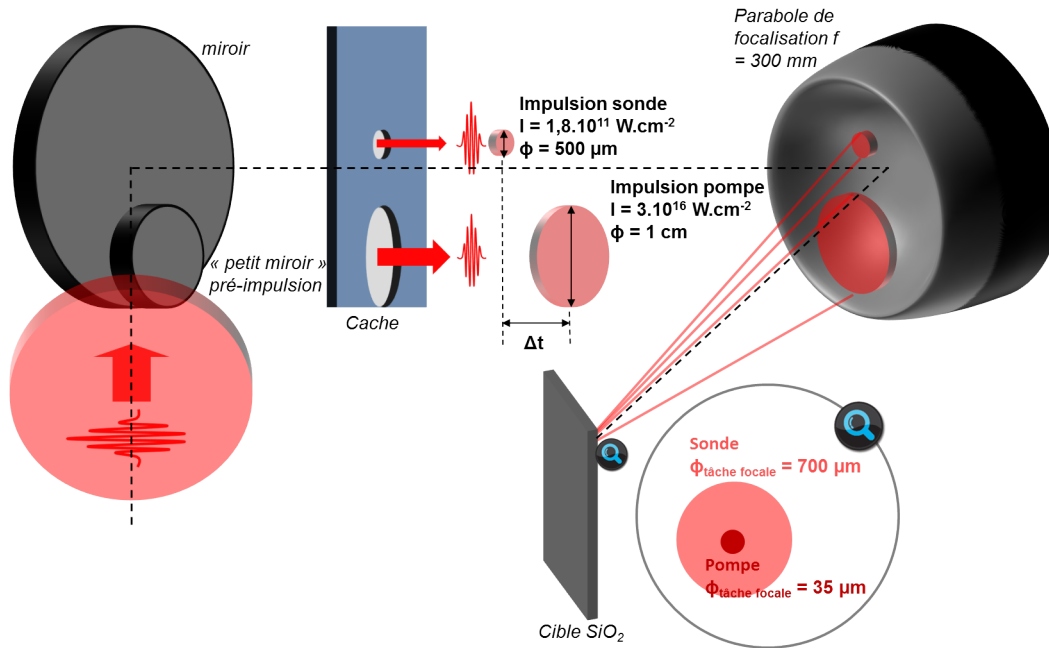 miroir
« petit miroir »
pré-impulsion
Cache
Impulsion sonde
I = 1,8.10¹¹ W.cm⁻²
ϕ = 500 µm
Impulsion pompe
I = 3.10¹⁶ W.cm⁻²
ϕ = 1 cm
Δt
Parabole de
focalisation f
= 300 mm
Sonde
ϕtâche focale = 700 µm
Pompe
ϕtâche focale = 35 µm
Cible SiO₂